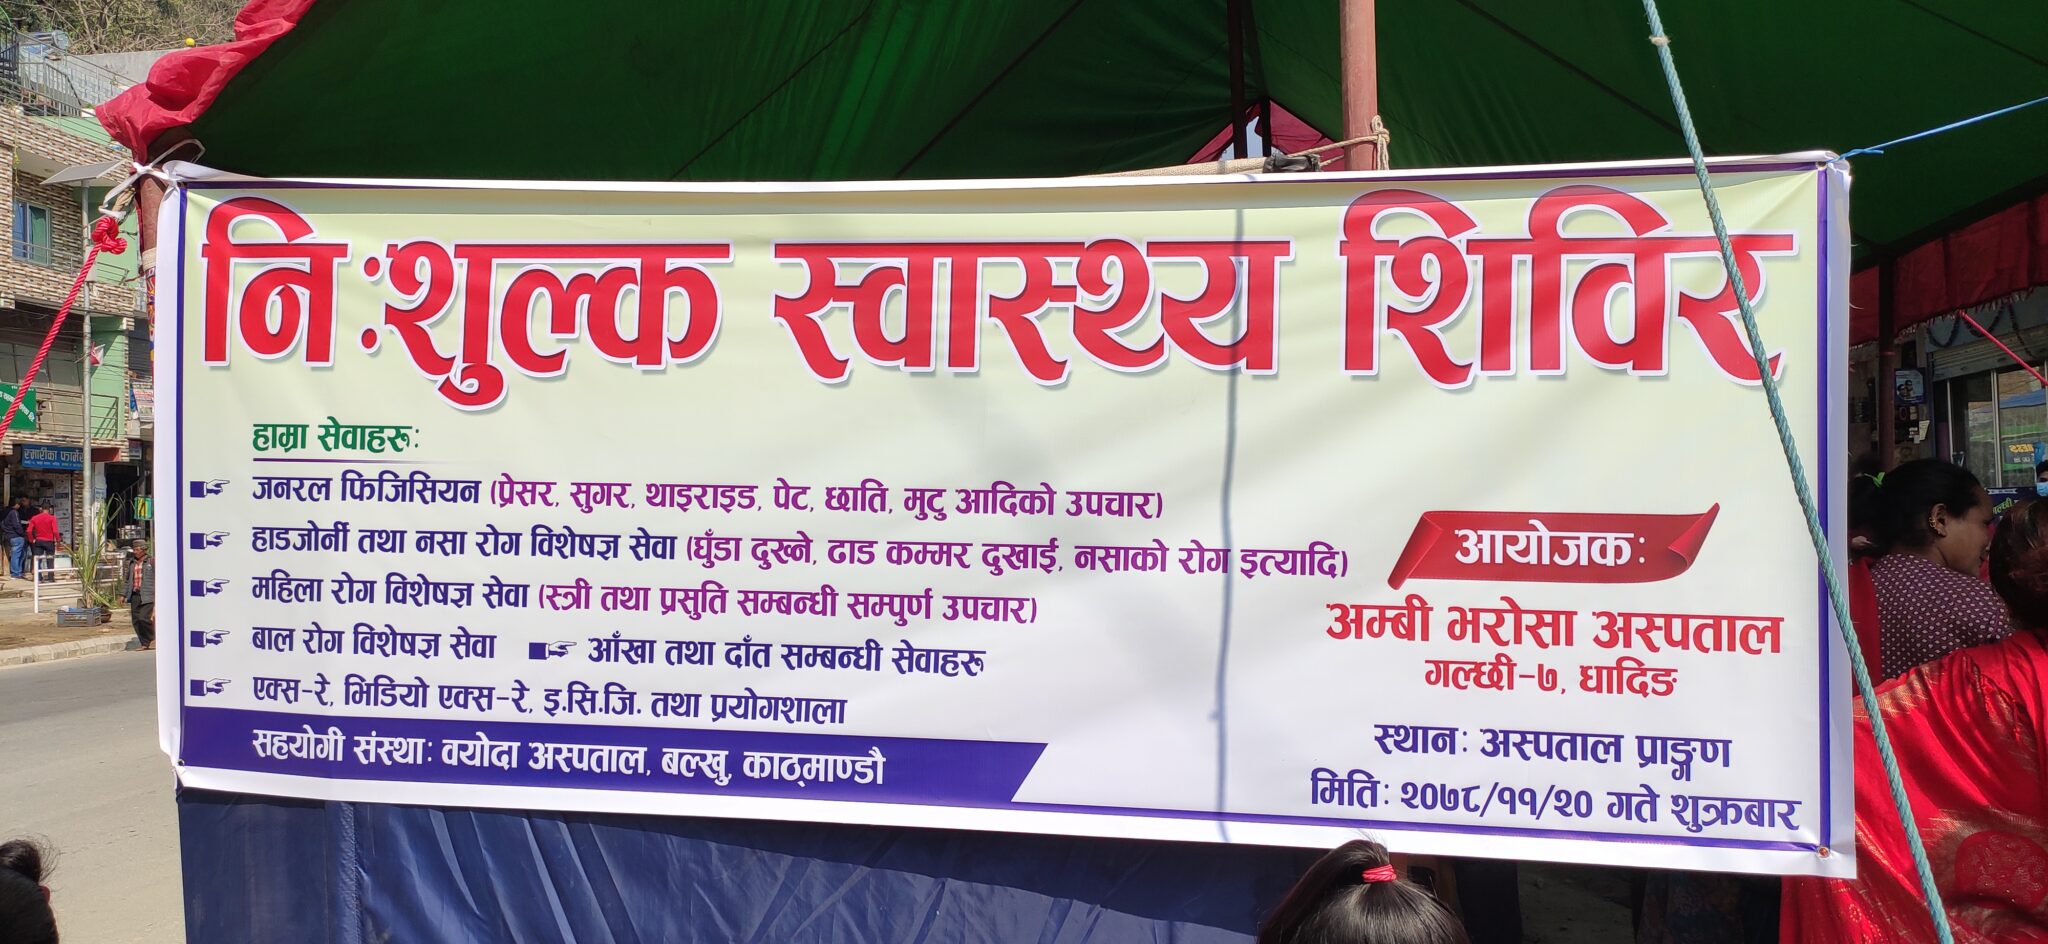 निःशुल्क स्वास्थ्य शिविर
हाम्रा सेवाहरू:
जनरल फिजिसियन (प्रेसर, सुगर, थाइराइड, पेट, छाति, मुटु आदिको उपचार)
हाडजोर्नी तथा नसा रोग विशेषज्ञ सेवा (घुँडा दुख्ने, ढाड कम्मर दुखाई, नसाको रोग इत्यादि)
महिला रोग विशेषज्ञ सेवा (स्त्री तथा प्रसुति सम्बन्धी सम्पुर्ण उपचार)
बाल रोग विशेषज्ञ सेवा आँखा तथा दाँत सम्बन्धी सेवाहरू
एक्स-रे, भिडियो एक्स-रे, इ.सि.जि. तथा प्रयोगशाला
सहयोगी संस्था: वयोदा अस्पताल, बल्खु, काठ्माण्डौ
आयोजक:
अम्बी भरोसा अस्पताल
गल्छी-७, धादिङ
स्थान: अस्पताल प्राङ्गण
मिति: २०७८/११/२० गते शुक्रबार